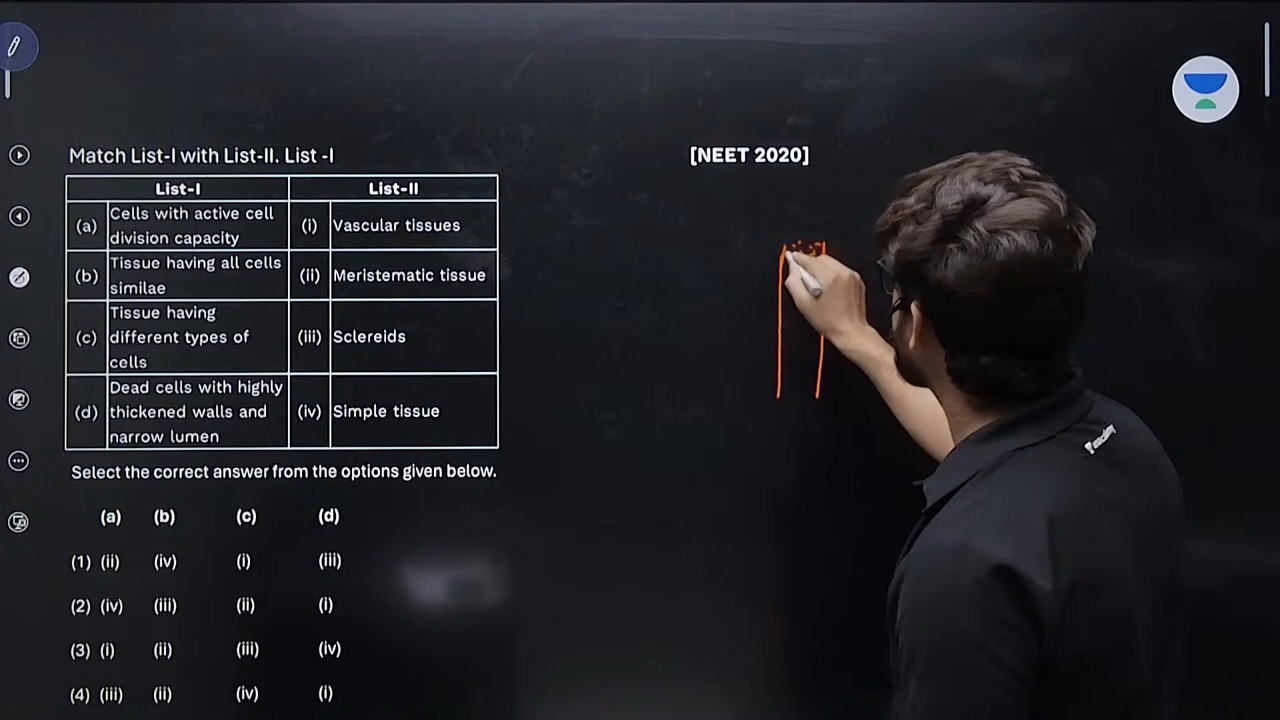 Match List-I with List-II. List -I
[NEET 2020]
List-I List-II
(a) Cells with active cell division capacity (i) Vascular tissues
(b) Tissue having all cells similae (ii) Meristematic tissue
(c) Tissue having different types of cells (iii) Sclereids
(d) Dead cells with highly thickened walls and narrow lumen (iv) Simple tissue
Select the correct answer from the options given below.
(a) (b) (c) (d)
(1) (ii) (iv) (i) (iii)
(2) (iv) (iii) (ii) (i)
(3) (i) (ii) (iii) (iv)
(4) (iii) (ii) (iv) (i)